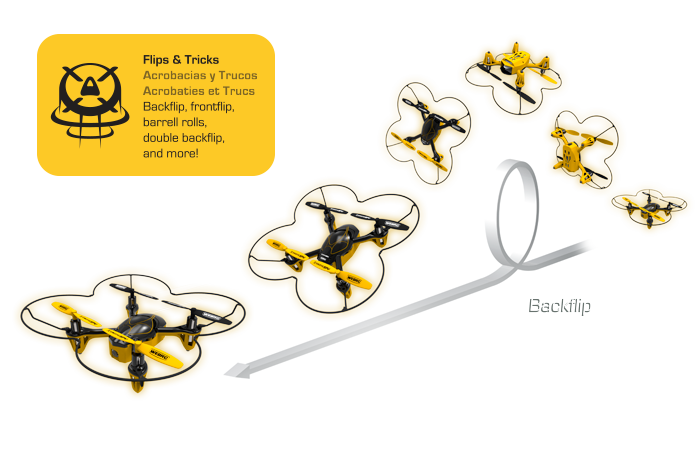 Flips & Tricks
Acrobacias y Trucos
Acrobaties et Trucs
Backflip, frontflip,
barrell rolls,
double backflip,
and more!
Backflip